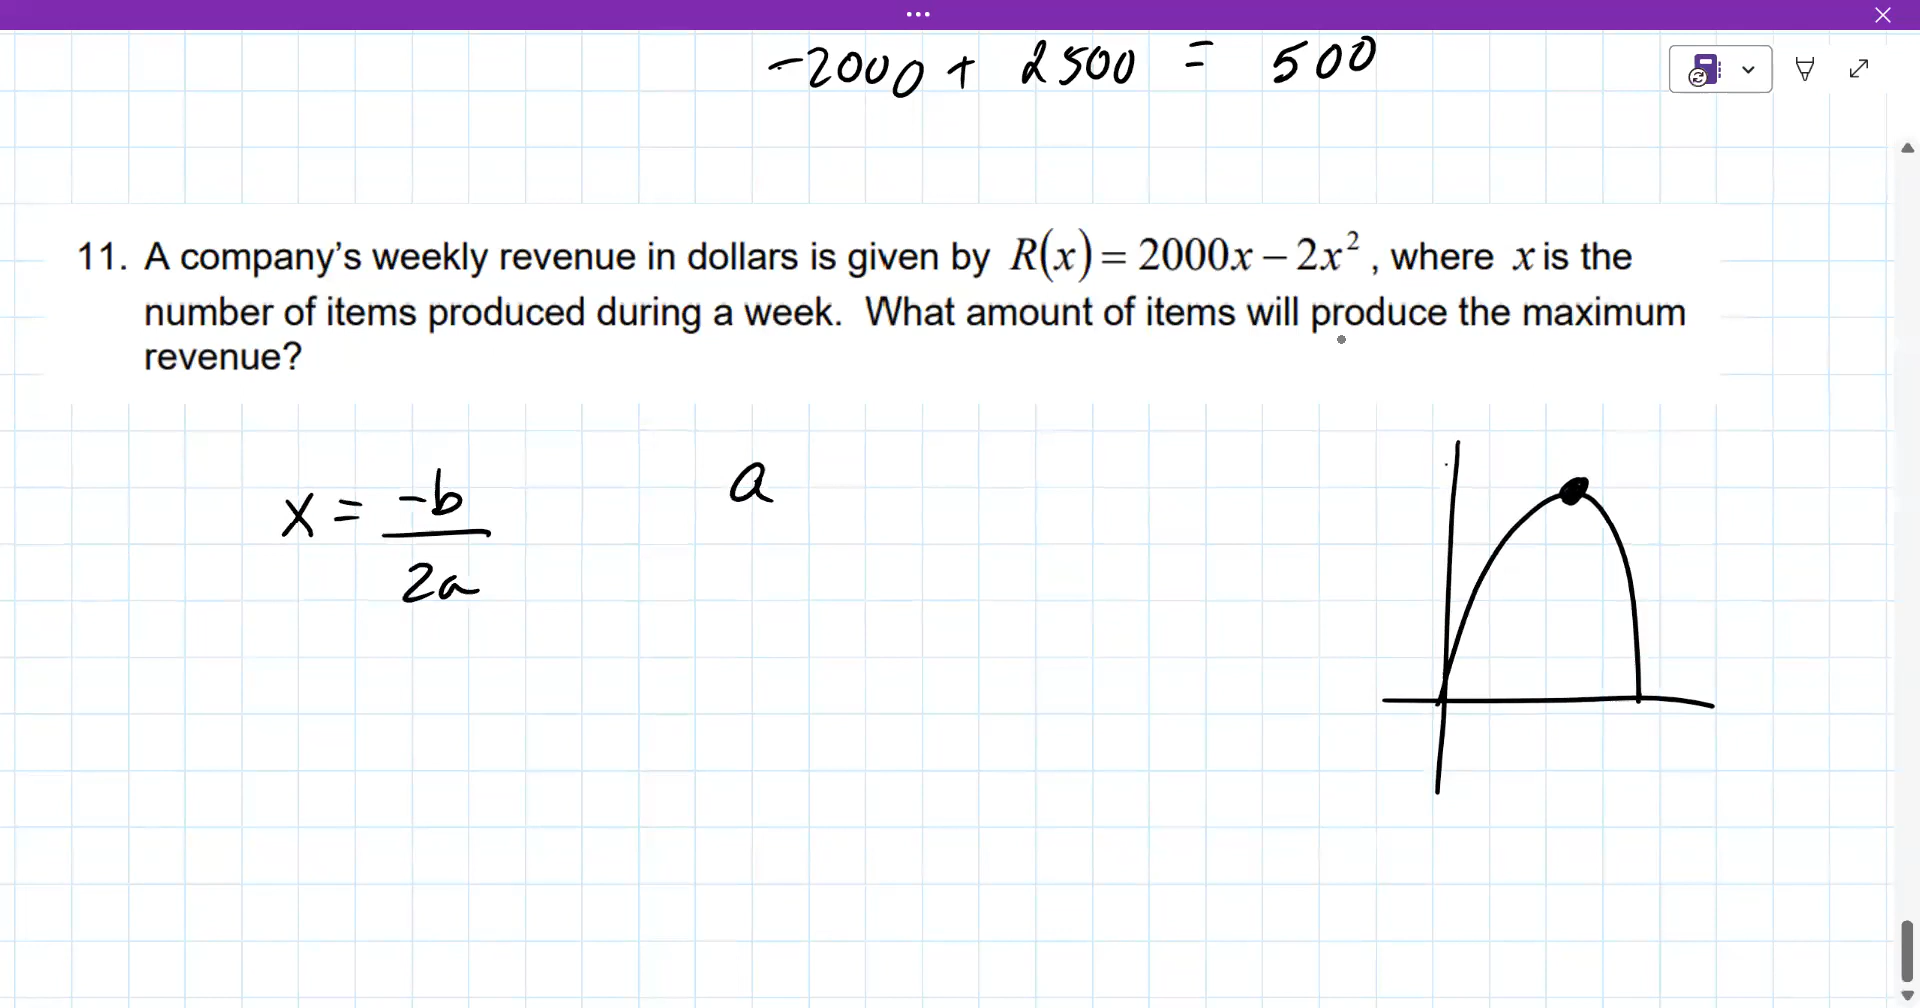 -2000 + 2500 = 500
11. A company's weekly revenue in dollars is given by R(x) = 2000x − 2x², where x is the
number of items produced during a week. What amount of items will produce the maximum
revenue?
x = -b/2a
a